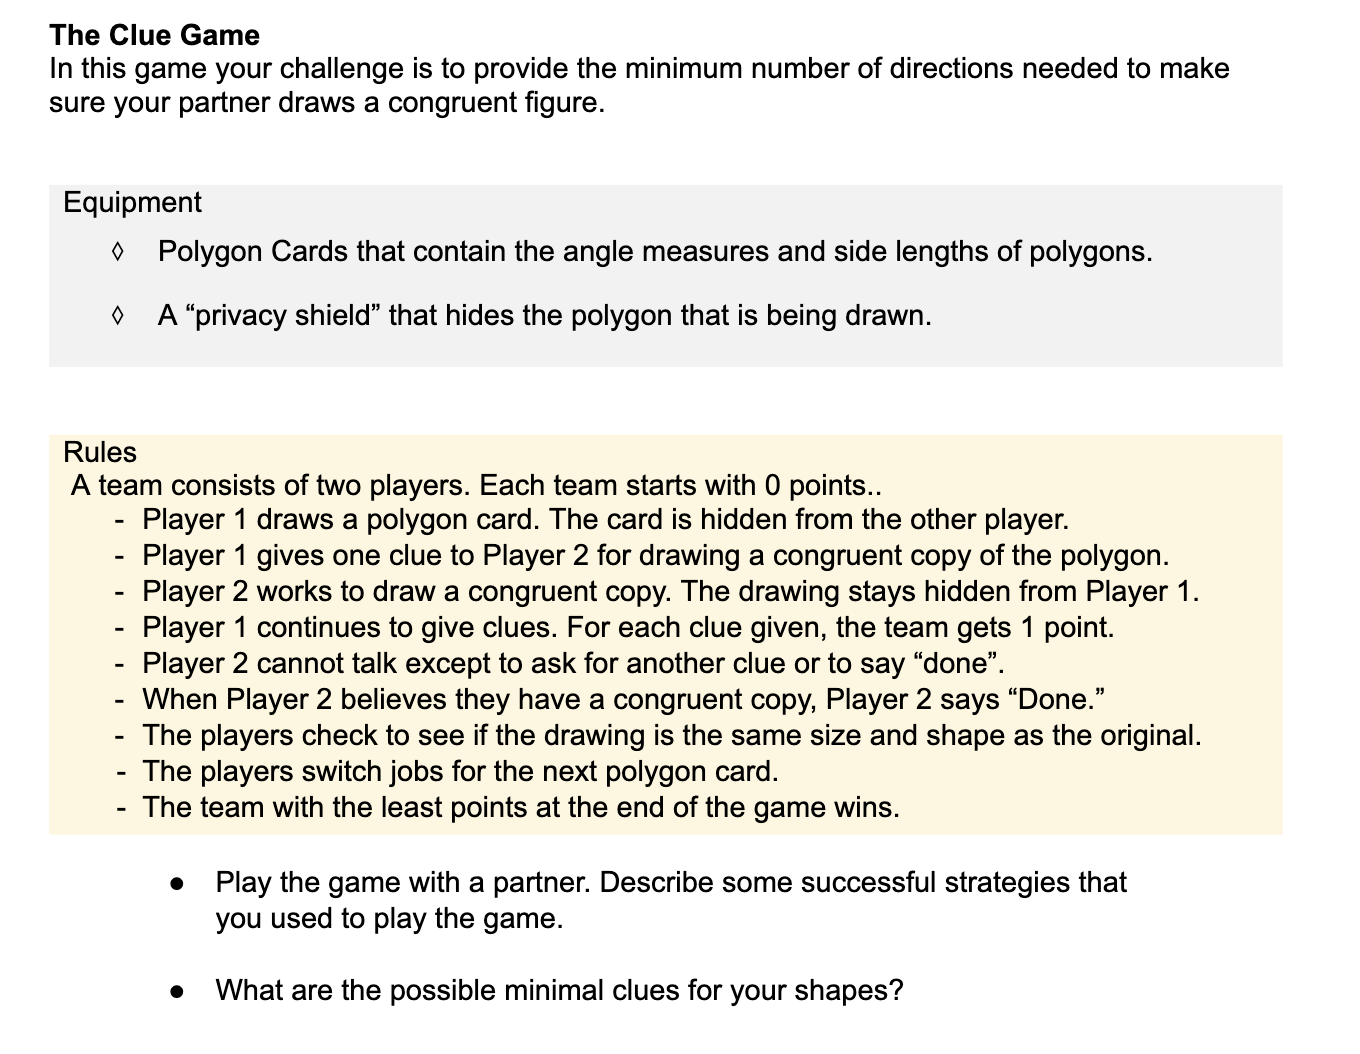 The Clue Game
In this game your challenge is to provide the minimum number of directions needed to make
sure your partner draws a congruent figure.
Equipment
◊ Polygon Cards that contain the angle measures and side lengths of polygons.
◊ A “privacy shield” that hides the polygon that is being drawn.
Rules
A team consists of two players. Each team starts with 0 points..
- Player 1 draws a polygon card. The card is hidden from the other player.
- Player 1 gives one clue to Player 2 for drawing a congruent copy of the polygon.
- Player 2 works to draw a congruent copy. The drawing stays hidden from Player 1.
- Player 1 continues to give clues. For each clue given, the team gets 1 point.
- Player 2 cannot talk except to ask for another clue or to say “done”.
- When Player 2 believes they have a congruent copy, Player 2 says “Done.”
- The players check to see if the drawing is the same size and shape as the original.
- The players switch jobs for the next polygon card.
- The team with the least points at the end of the game wins.
● Play the game with a partner. Describe some successful strategies that
you used to play the game.
● What are the possible minimal clues for your shapes?